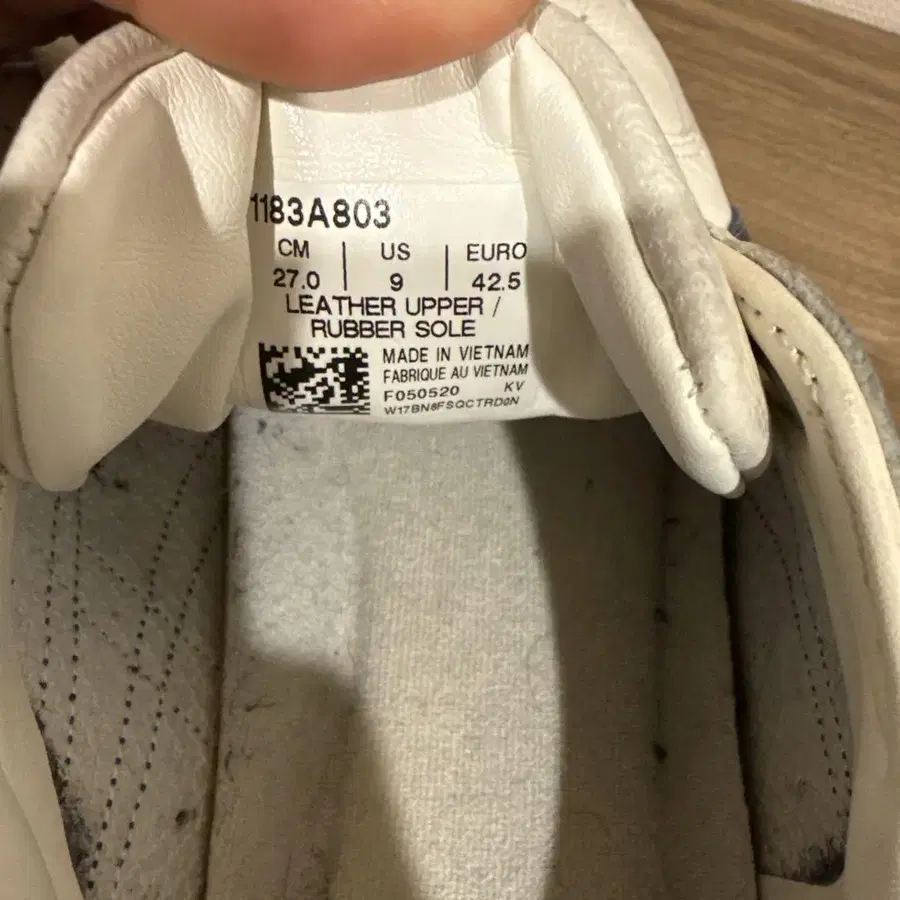 1183A803
CM | US | EURO
27.0 | 9 | 42.5
LEATHER UPPER /
RUBBER SOLE
MADE IN VIETNAM
FABRIQUE AU VIETNAM
F050520 KV